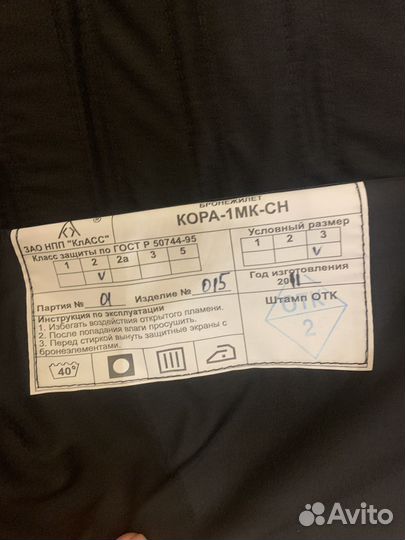 БРОНЕЖИЛЕТ
КОРА-1МК-СН
®
ЗАО НПП "КлАСС"
Класс защиты по ГОСТ Р 50744-95
1 2 2а 3 5
V
Условный размер
1 2 3
V
Партия № 01 Изделие № 015
Год изготовления
2011
Инструкция по эксплуатации
1. Избегать воздействия открытого пламени.
2. После попадания влаги просушить.
3. Перед стиркой вынуть защитные экраны с
бронеэлементами.
Штамп ОТК
ОТК
2
40°
Avito